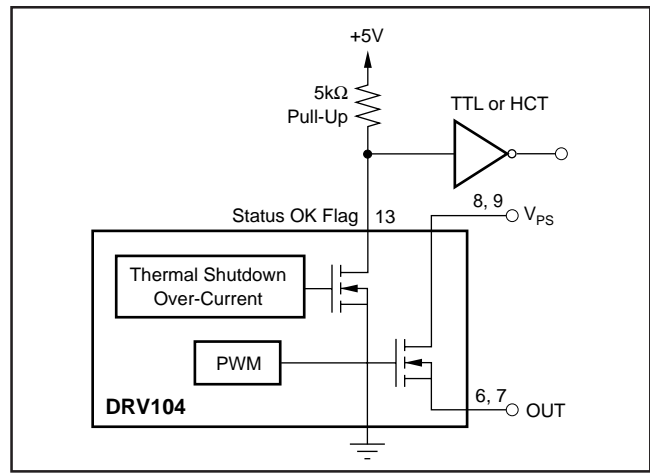 +5V
5kΩ
Pull-Up
TTL or HCT
Status OK Flag
13
8, 9
V_PS
Thermal Shutdown
Over-Current
PWM
6, 7
OUT
DRV104